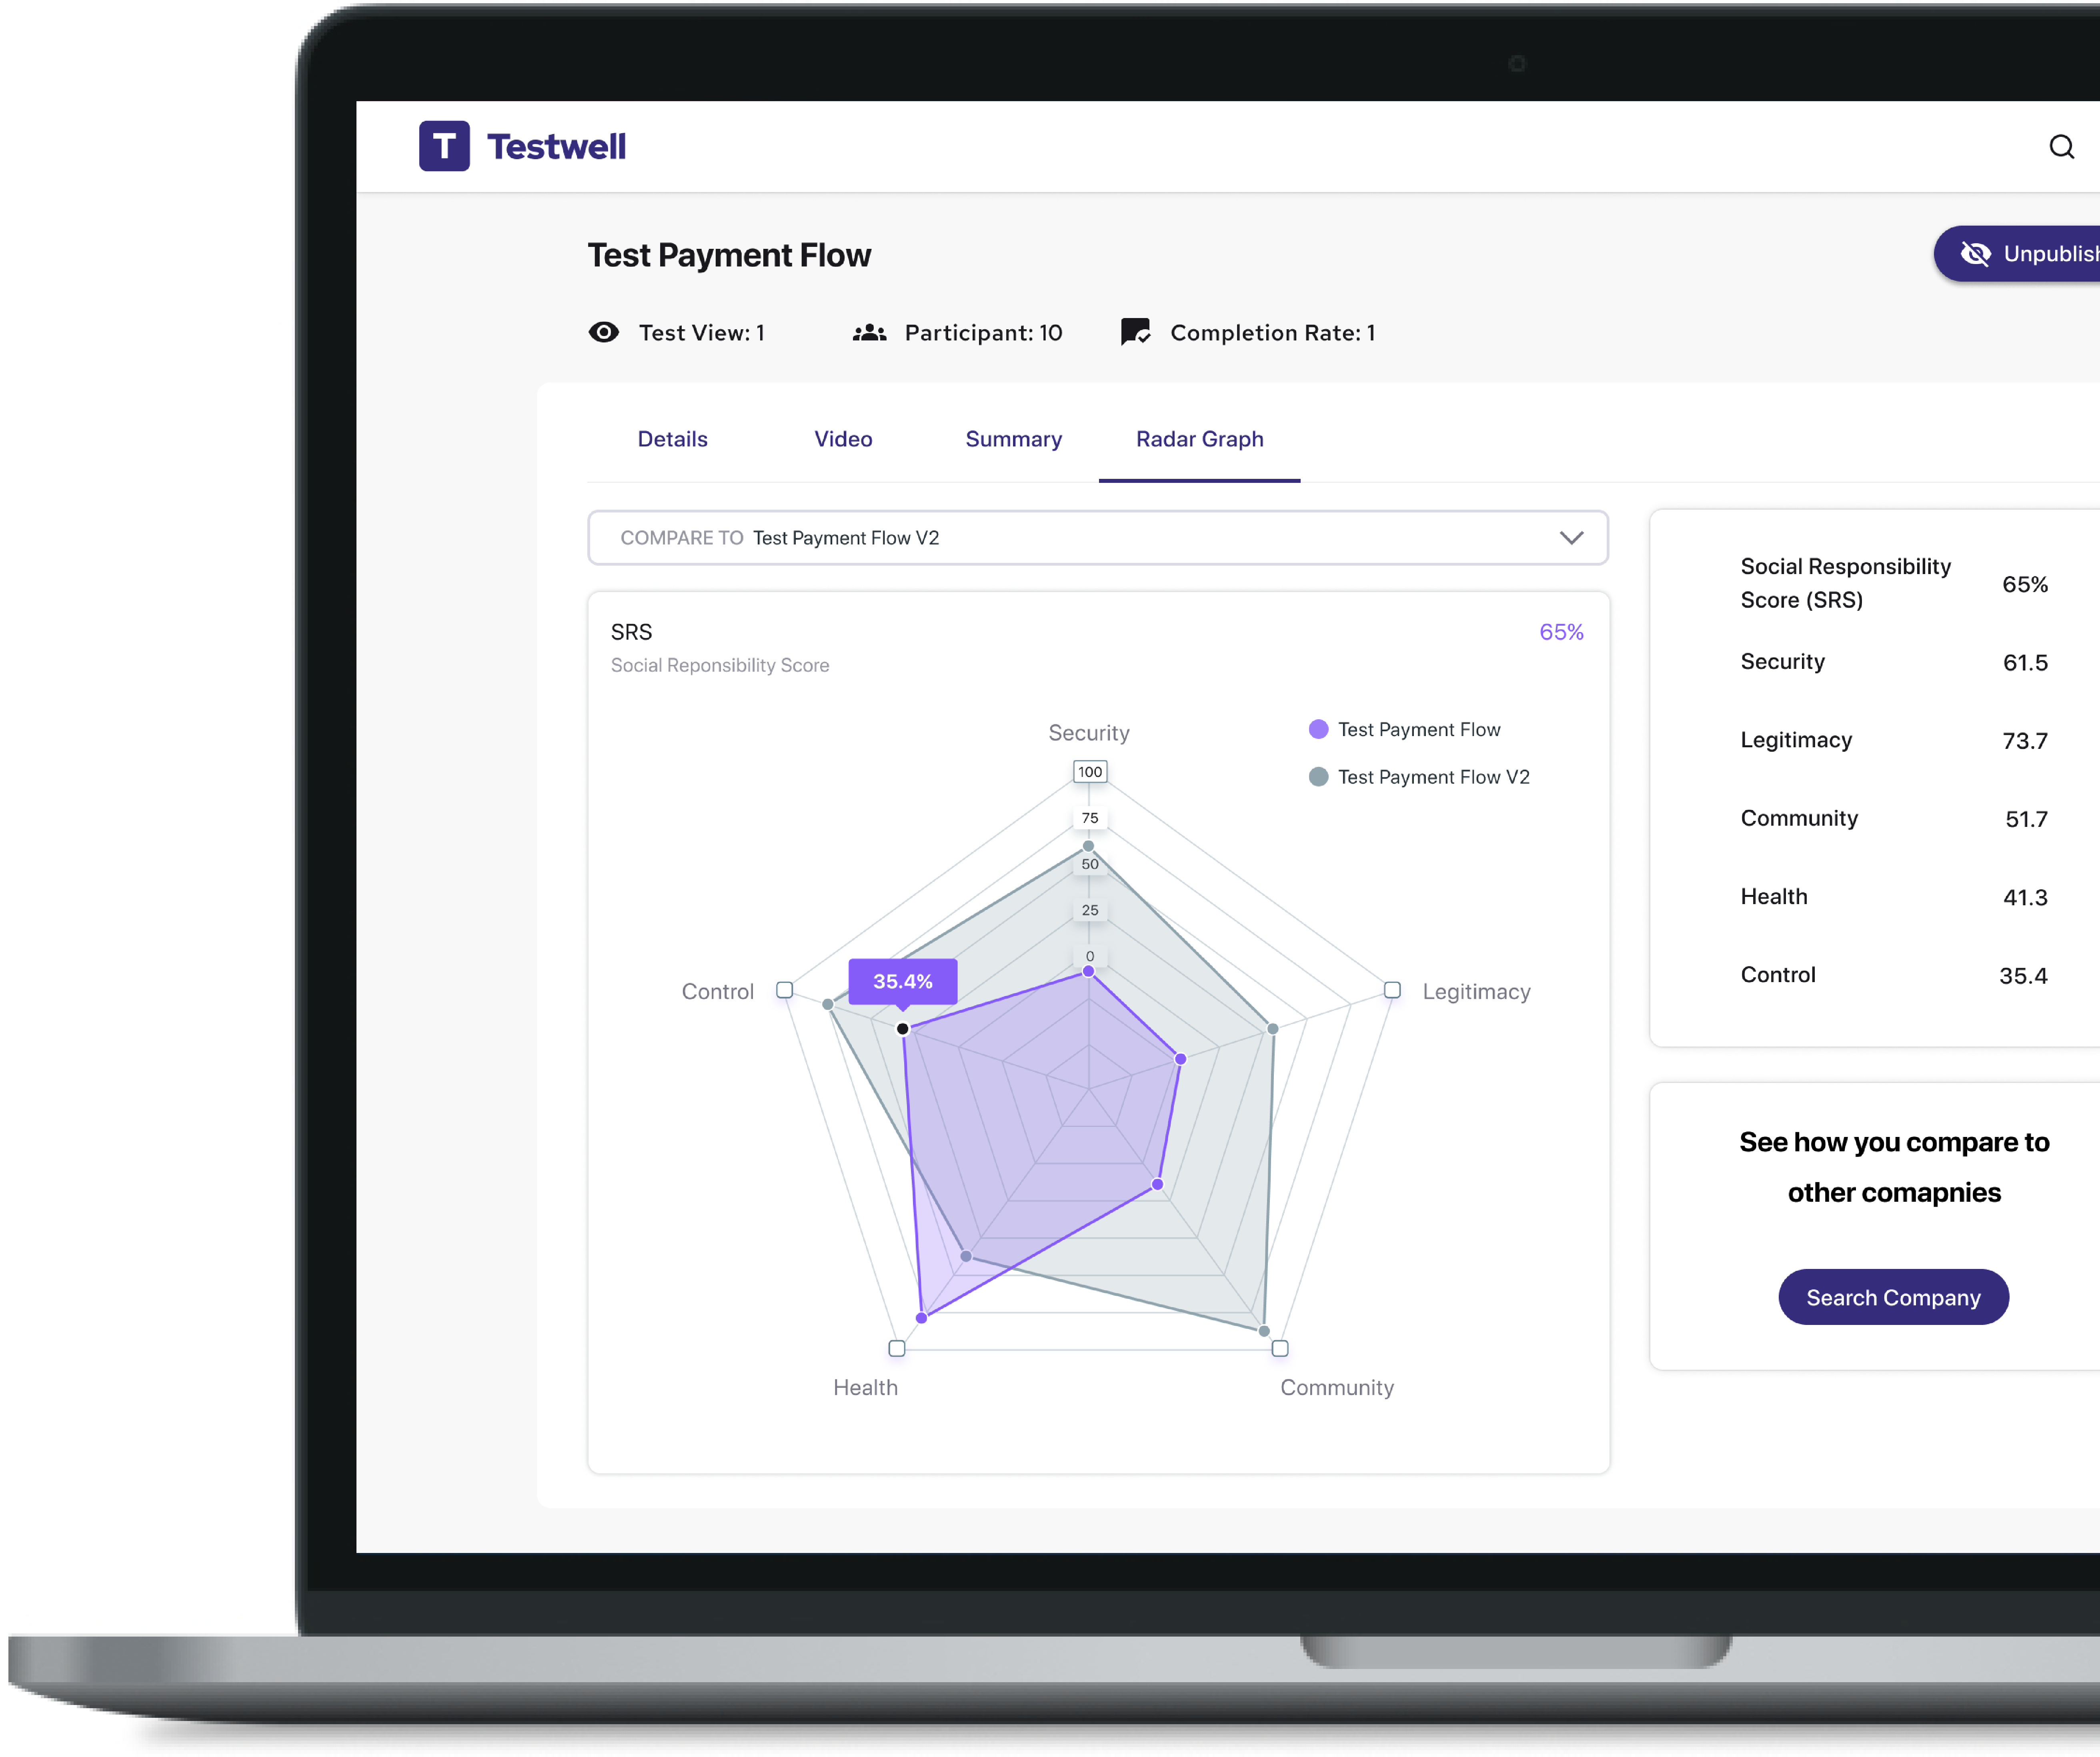 T Testwell
Test Payment Flow
Unpublish
Test View: 1
Participant: 10
Completion Rate: 1
Details
Video
Summary
Radar Graph
COMPARE TO Test Payment Flow V2
SRS
65%
Social Reponsibility Score
Test Payment Flow
Test Payment Flow V2
Security
100
75
50
25
0
Control
35.4%
Legitimacy
Health
Community
Social Responsibility
Score (SRS)
65%
Security 61.5
Legitimacy 73.7
Community 51.7
Health 41.3
Control 35.4
See how you compare to
other comapnies
Search Company